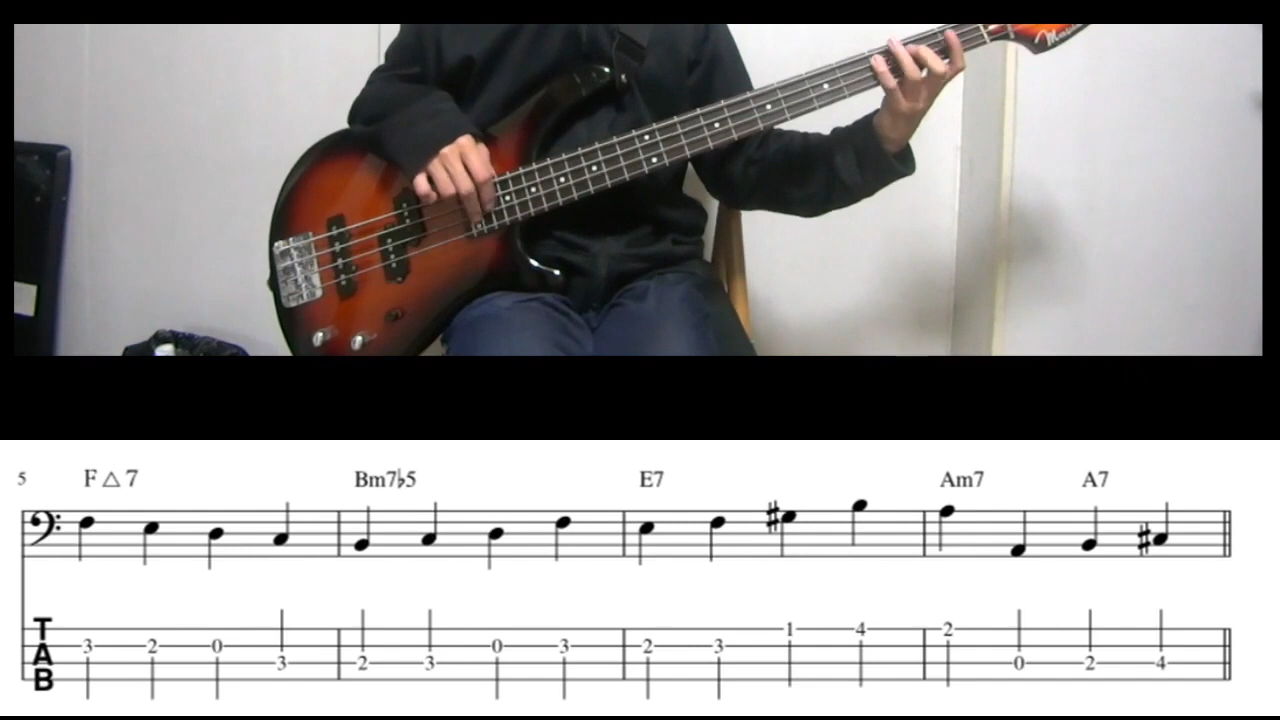 5 F△7 Bm7♭5 E7 Am7 A7
T
A
B
1 4 2
3 2 0 0 3 2 3
3 2 3 0 2 4